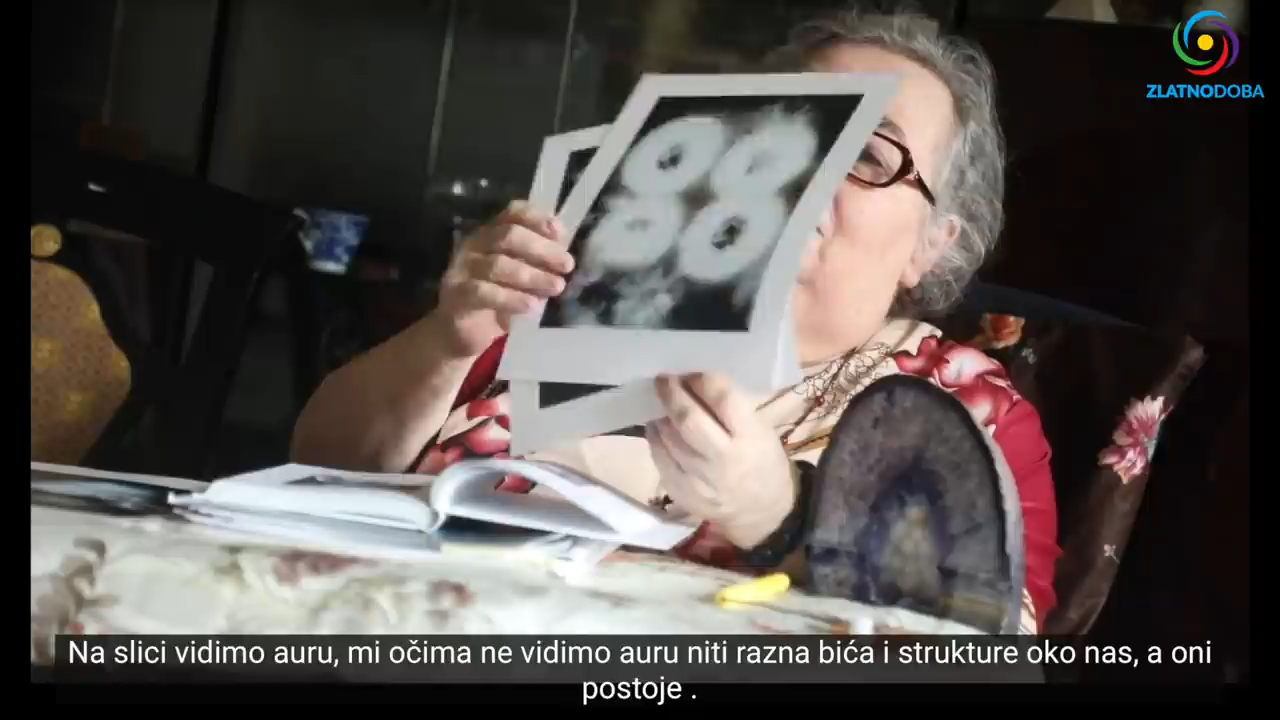 ZLATNODOBA
Na slici vidimo auru, mi očima ne vidimo auru niti razna bića i strukture oko nas, a oni
postoje .